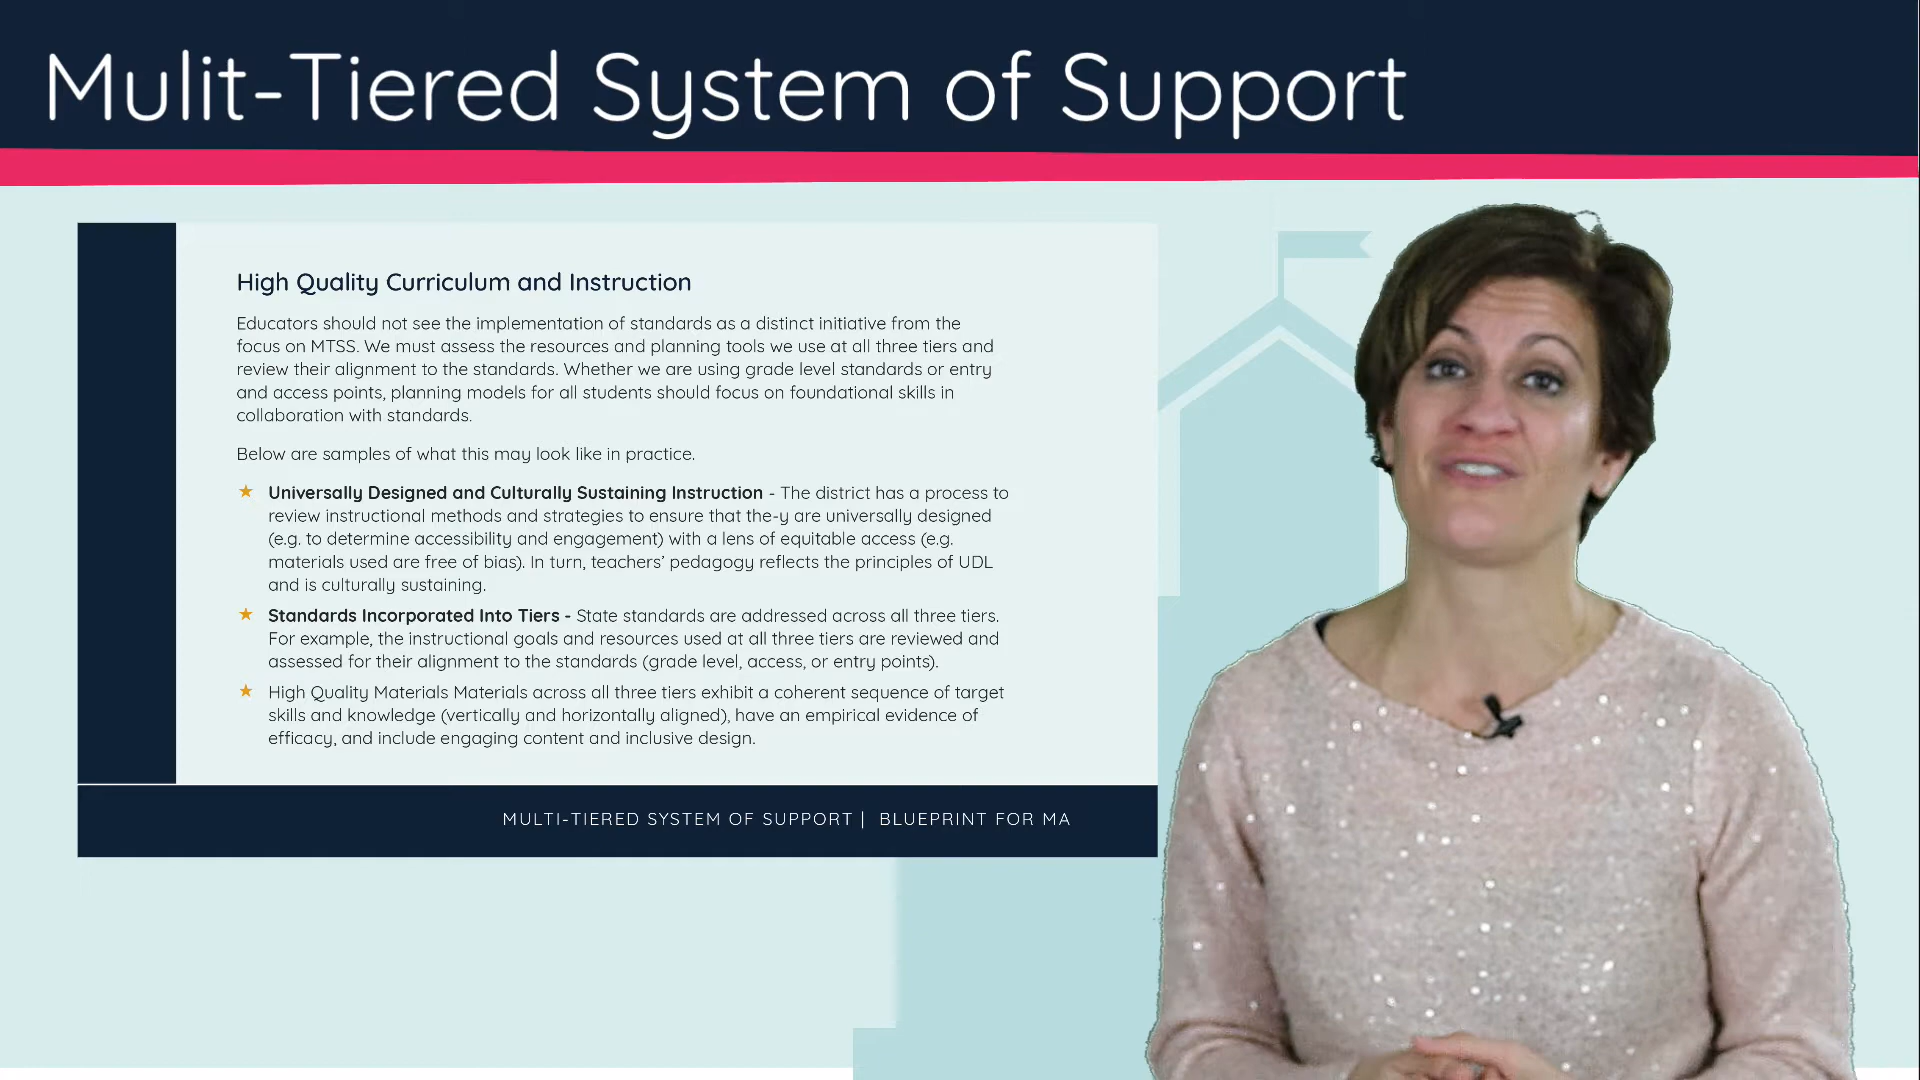 Mulit-Tiered System of Support
High Quality Curriculum and Instruction
Educators should not see the implementation of standards as a distinct initiative from the
focus on MTSS. We must assess the resources and planning tools we use at all three tiers and
review their alignment to the standards. Whether we are using grade level standards or entry
and access points, planning models for all students should focus on foundational skills in
collaboration with standards.
Below are samples of what this may look like in practice.
★ Universally Designed and Culturally Sustaining Instruction - The district has a process to
review instructional methods and strategies to ensure that the-y are universally designed
(e.g. to determine accessibility and engagement) with a lens of equitable access (e.g.
materials used are free of bias). In turn, teachers’ pedagogy reflects the principles of UDL
and is culturally sustaining.
★ Standards Incorporated Into Tiers - State standards are addressed across all three tiers.
For example, the instructional goals and resources used at all three tiers are reviewed and
assessed for their alignment to the standards (grade level, access, or entry points).
★ High Quality Materials Materials across all three tiers exhibit a coherent sequence of target
skills and knowledge (vertically and horizontally aligned), have an empirical evidence of
efficacy, and include engaging content and inclusive design.
MULTI-TIERED SYSTEM OF SUPPORT | BLUEPRINT FOR MA